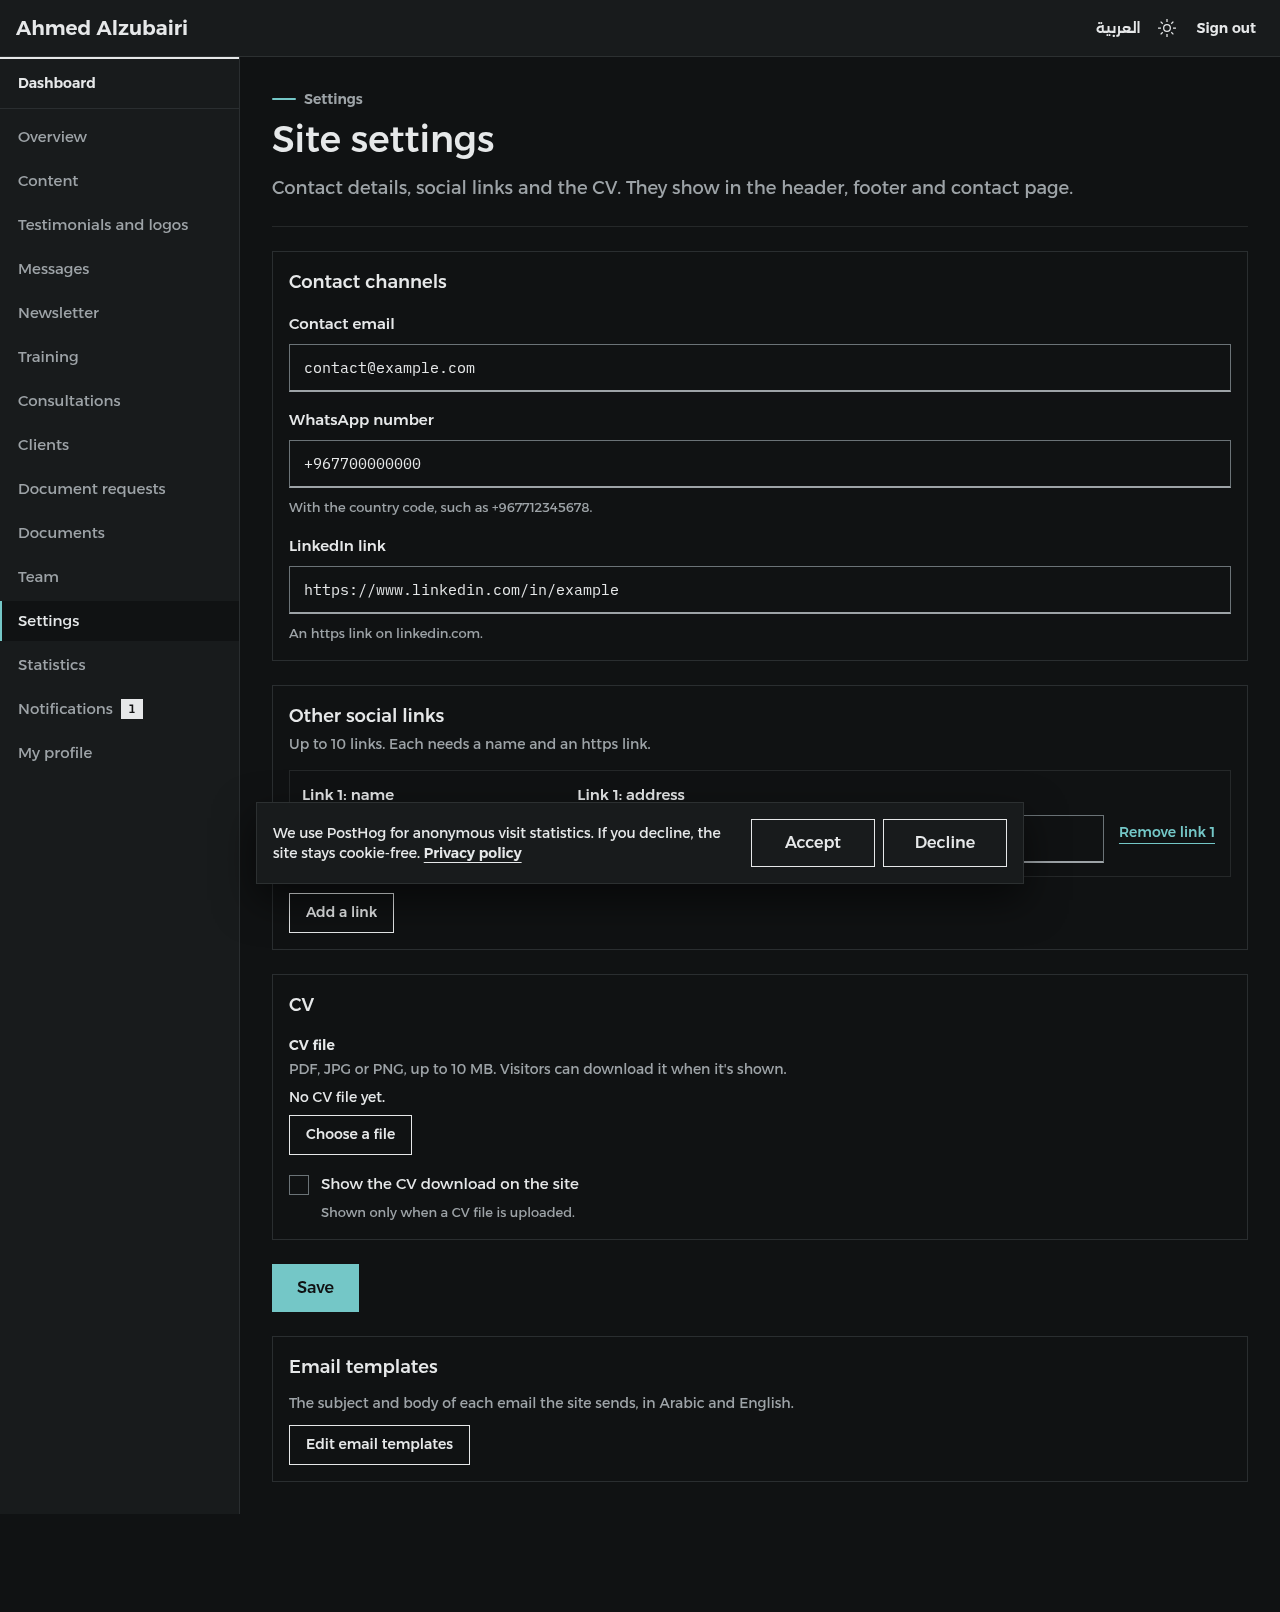 Ahmed Alzubairi
العربية
Sign out
Dashboard
Overview
Content
Testimonials and logos
Messages
Newsletter
Training
Consultations
Clients
Document requests
Documents
Team
Settings
Statistics
Notifications 1
My profile
Settings
Site settings
Contact details, social links and the CV. They show in the header, footer and contact page.
Contact channels
Contact email
contact@example.com
WhatsApp number
+967700000000
With the country code, such as +967712345678.
LinkedIn link
https://www.linkedin.com/in/example
An https link on linkedin.com.
Other social links
Up to 10 links. Each needs a name and an https link.
Link 1: name
Link 1: address
Remove link 1
We use PostHog for anonymous visit statistics. If you decline, the
site stays cookie-free. Privacy policy
Accept
Decline
Add a link
CV
CV file
PDF, JPG or PNG, up to 10 MB. Visitors can download it when it's shown.
No CV file yet.
Choose a file
Show the CV download on the site
Shown only when a CV file is uploaded.
Save
Email templates
The subject and body of each email the site sends, in Arabic and English.
Edit email templates